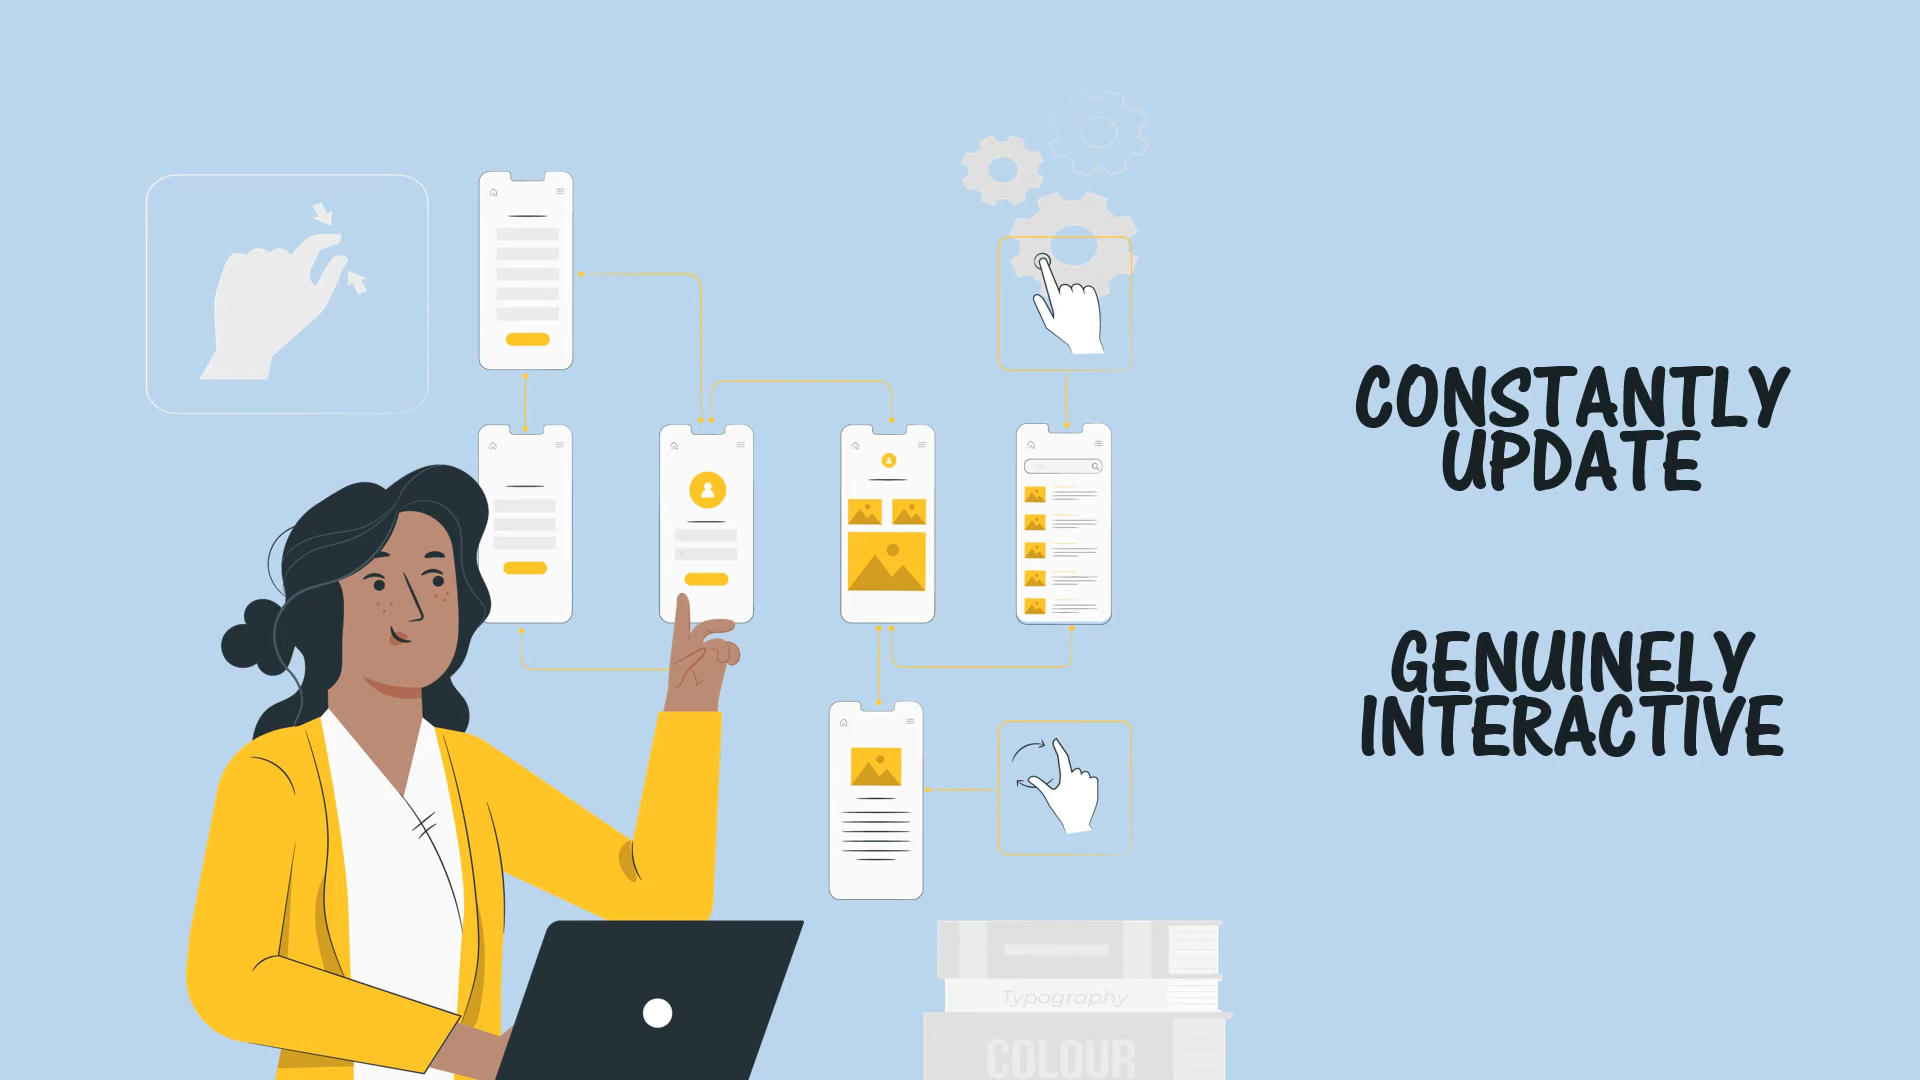 CONSTANTLY
UPDATE
GENUINELY
INTERACTIVE
Typography
COLOUR